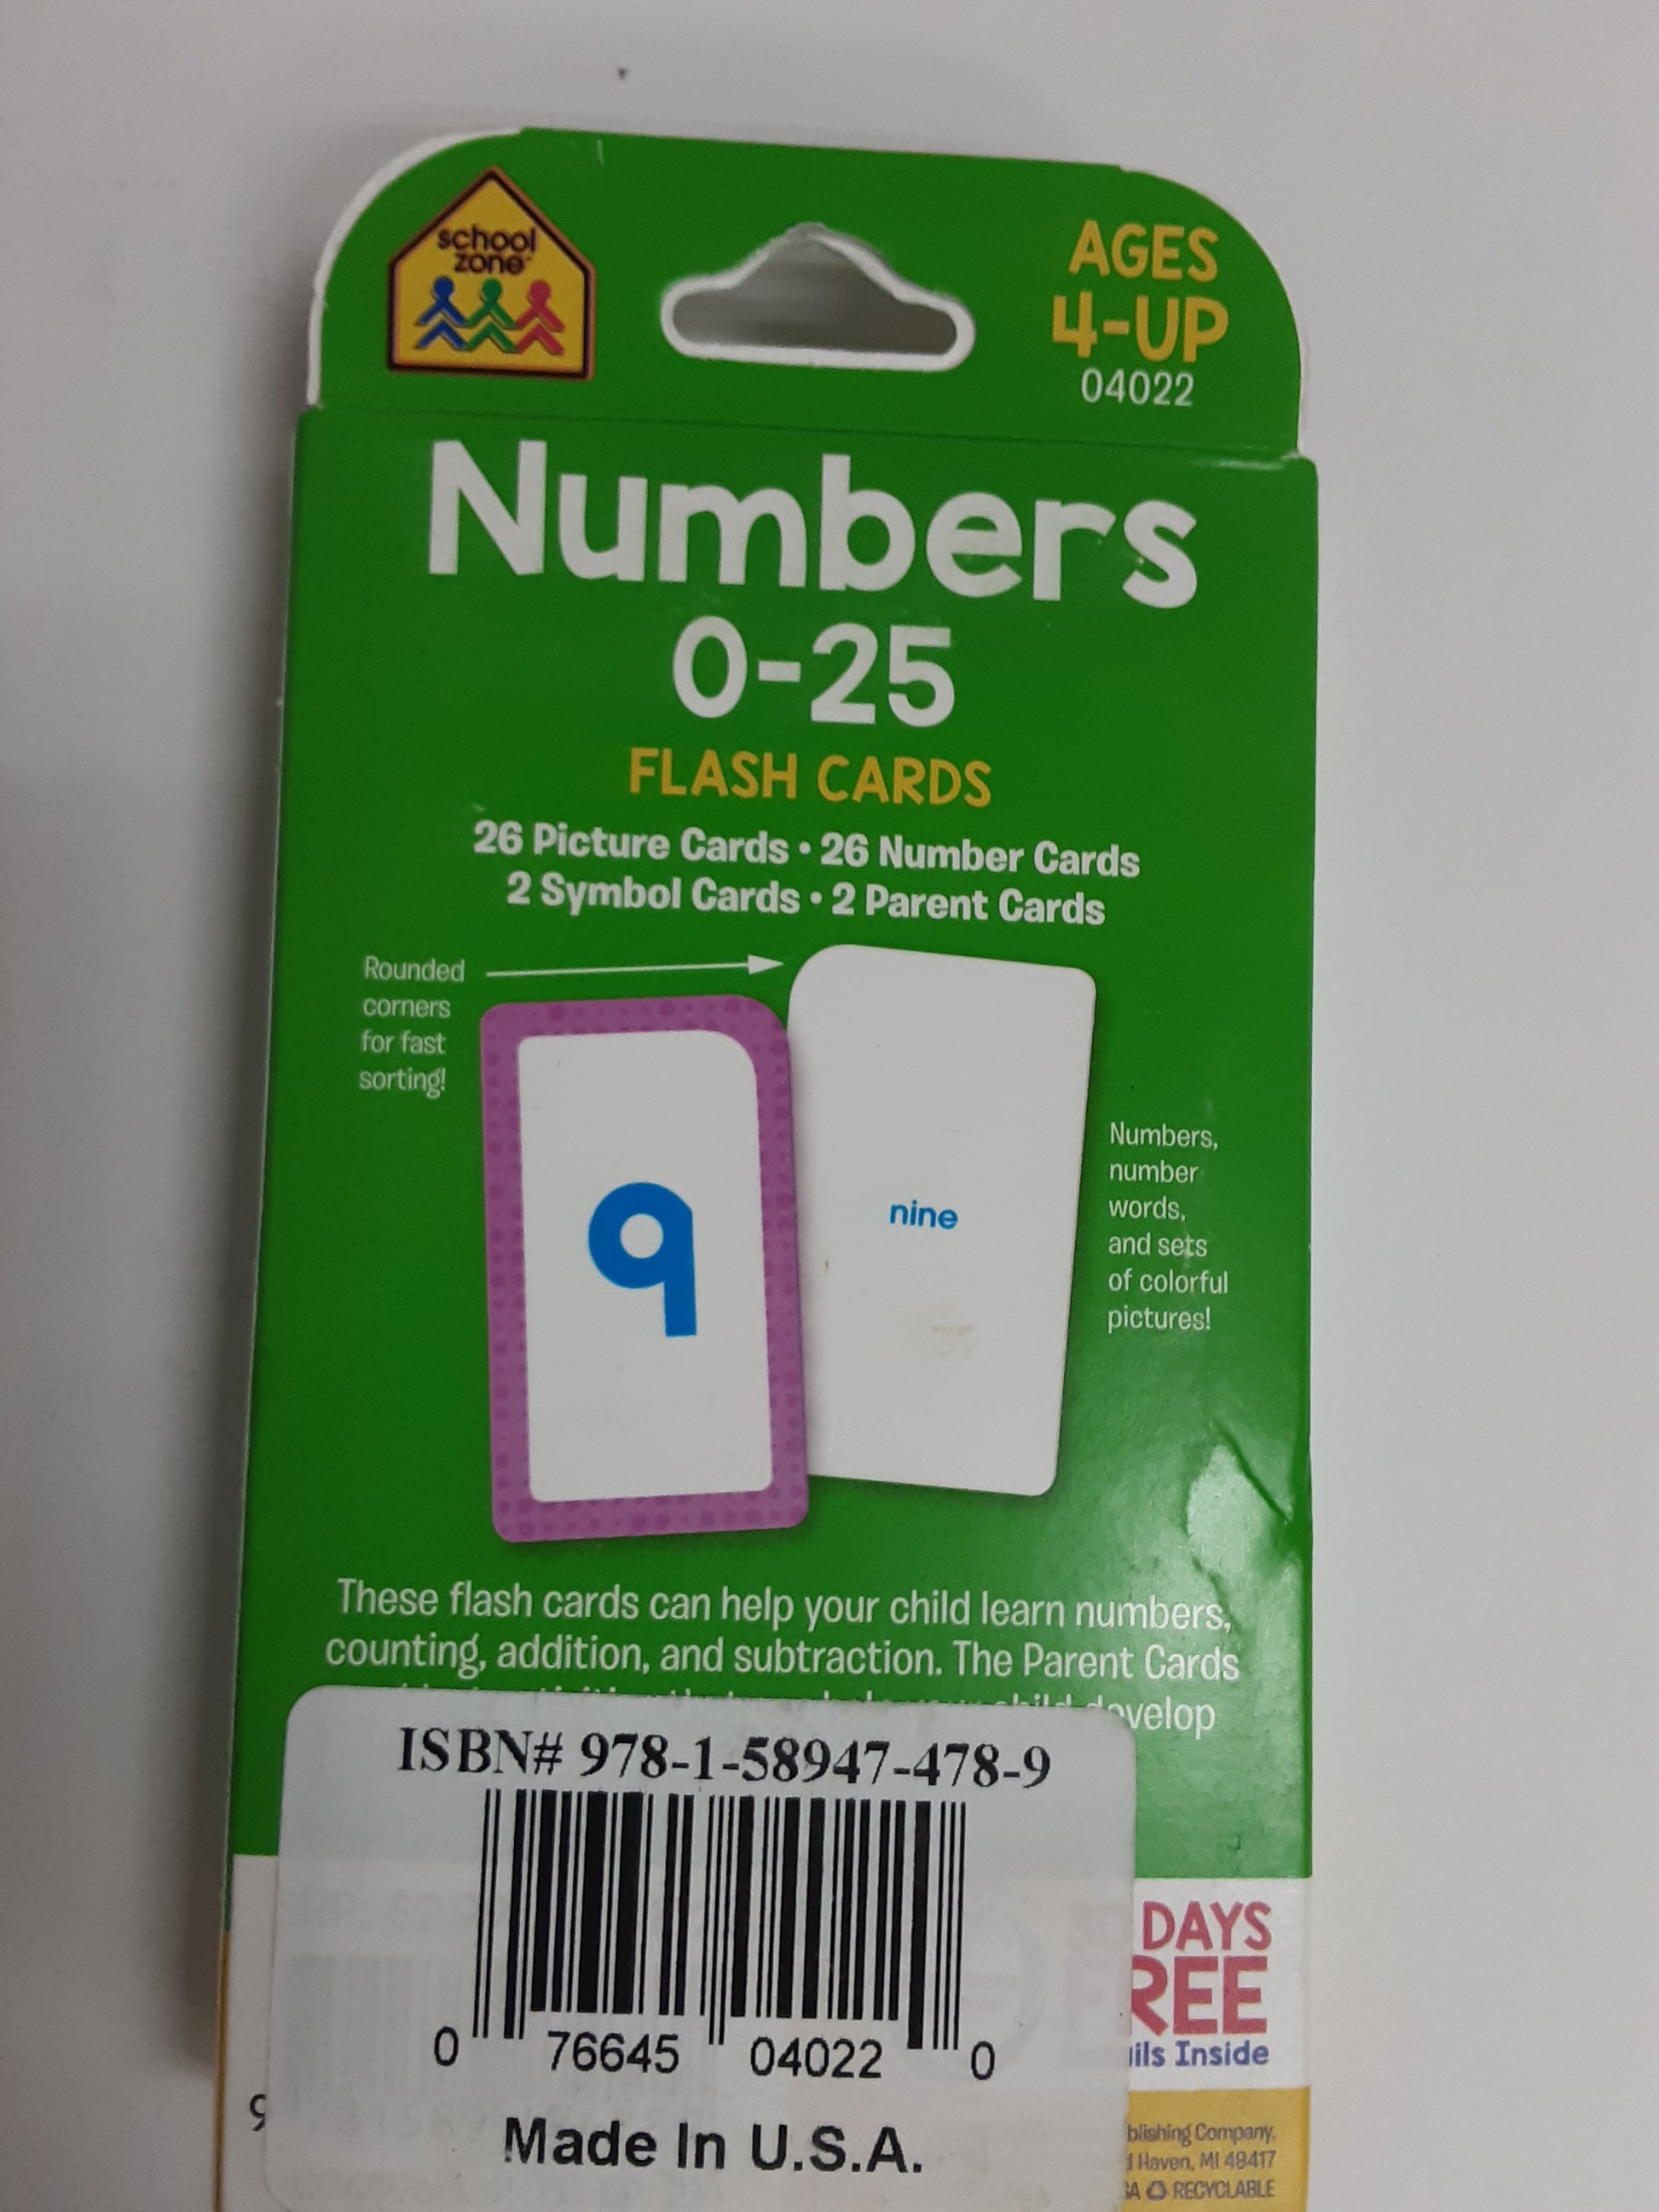 school
zone
AGES
4-UP
04022
Numbers
0-25
FLASH CARDS
26 Picture Cards • 26 Number Cards
2 Symbol Cards • 2 Parent Cards
Rounded
corners
for fast
sorting!
9
nine
Numbers,
number
words,
and sets
of colorful
pictures!
These flash cards can help your child learn numbers,
counting, addition, and subtraction. The Parent Cards
child develop
ISBN# 978-1-58947-478-9
0 76645 04022 0
Made In U.S.A.
DAYS
REE
ils Inside
9
blishing Company,
Haven, MI 49417
RECYCLABLE